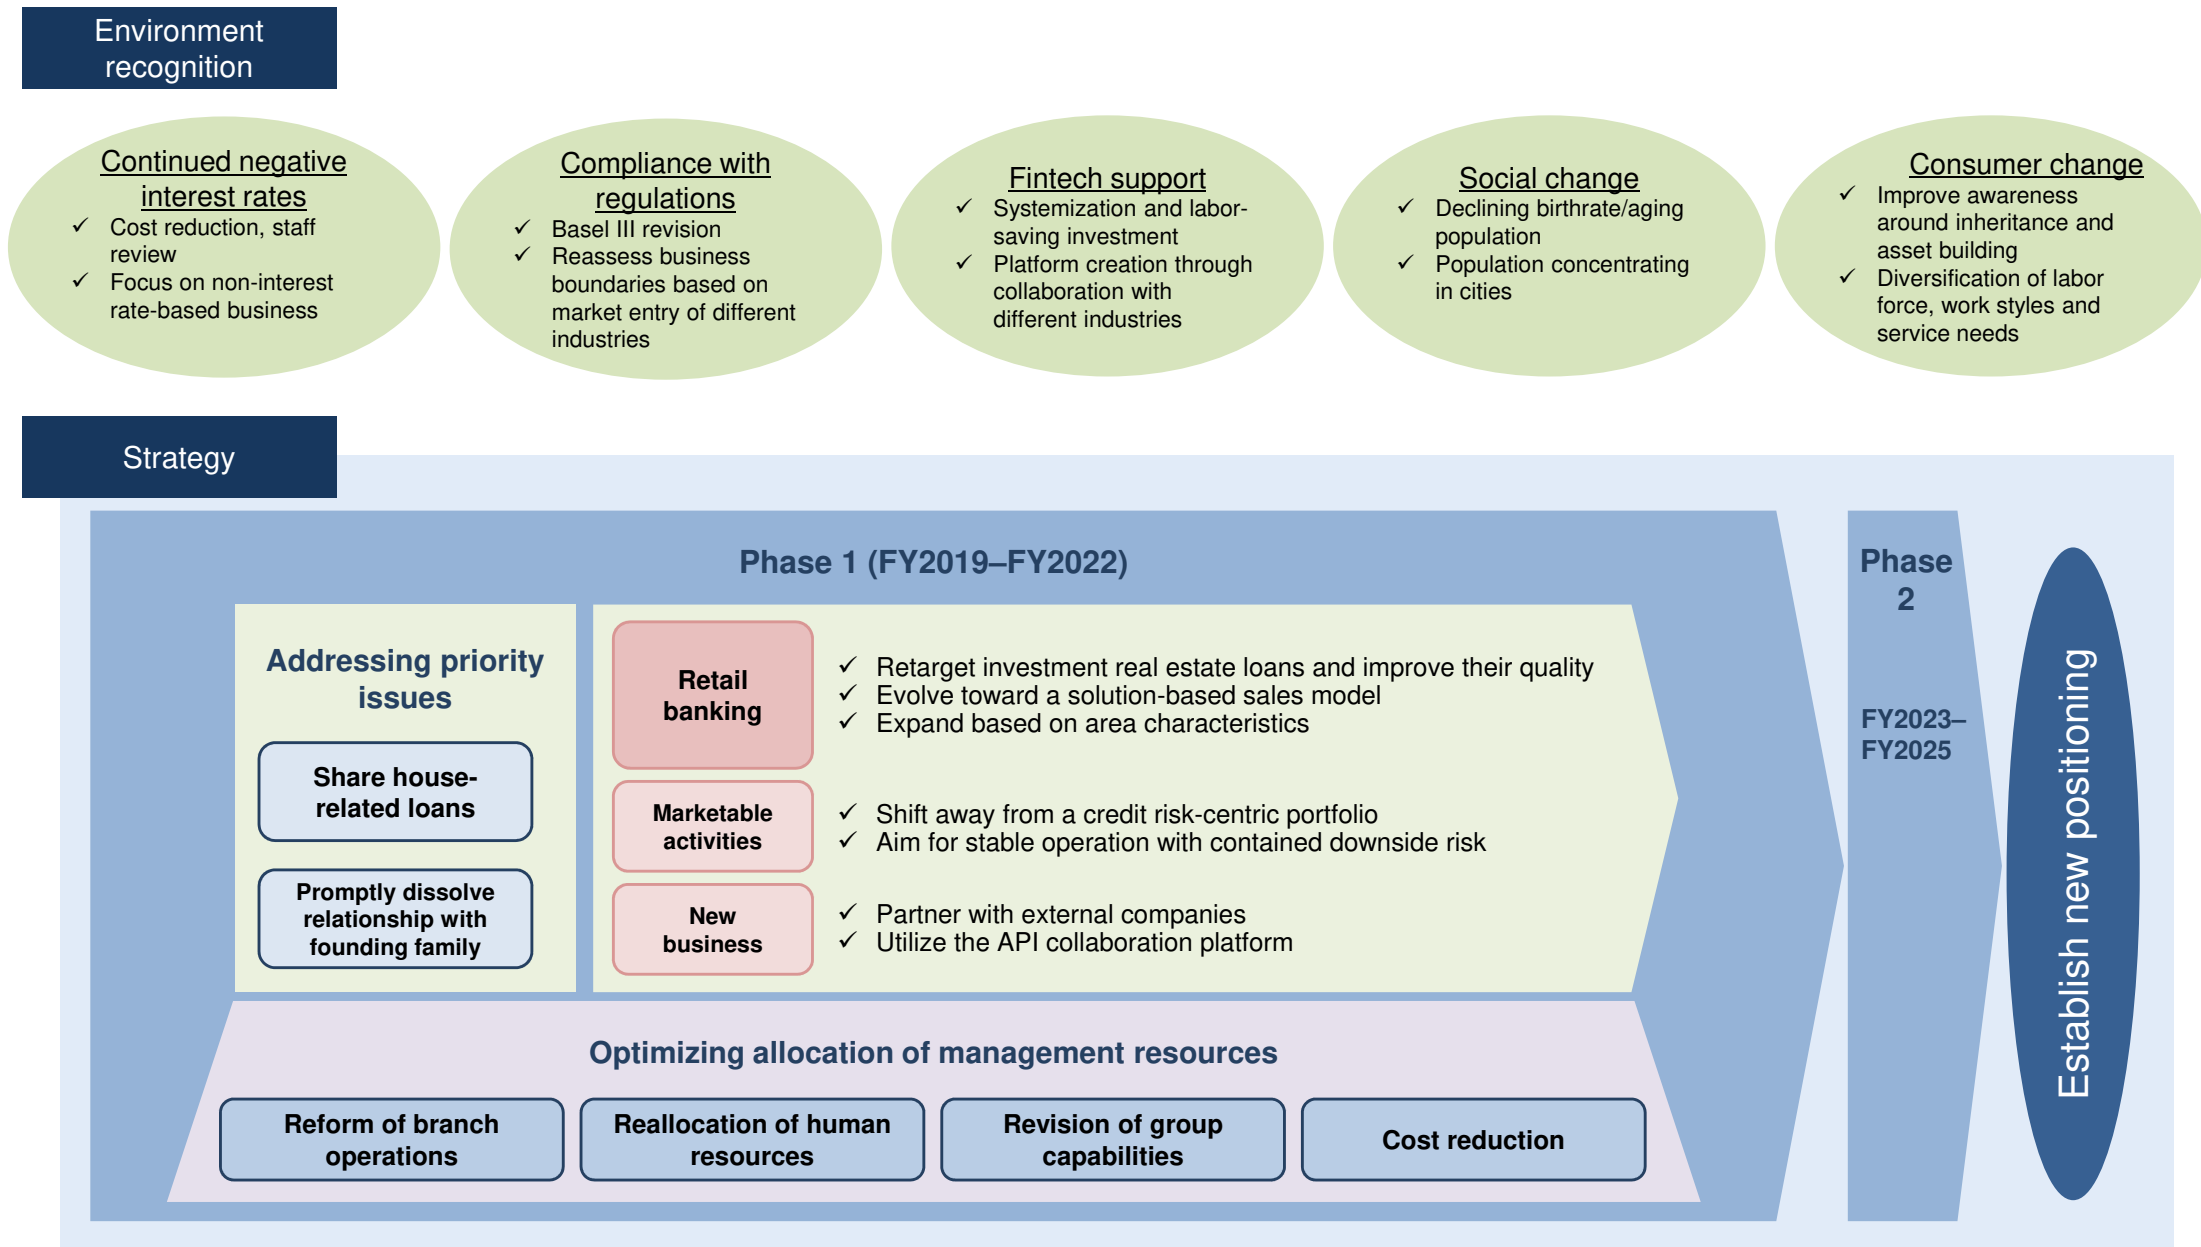 Environment
recognition
Continued negative
interest rates
✓ Cost reduction, staff
review
✓ Focus on non-interest
rate-based business
Compliance with
regulations
✓ Basel III revision
✓ Reassess business
boundaries based on
market entry of different
industries
Fintech support
✓ Systemization and labor-
saving investment
✓ Platform creation through
collaboration with
different industries
Social change
✓ Declining birthrate/aging
population
✓ Population concentrating
in cities
Consumer change
✓ Improve awareness
around inheritance and
asset building
✓ Diversification of labor
force, work styles and
service needs
Strategy
Phase 1 (FY2019–FY2022)
Addressing priority
issues
Share house-
related loans
Promptly dissolve
relationship with
founding family
Retail
banking
✓ Retarget investment real estate loans and improve their quality
✓ Evolve toward a solution-based sales model
✓ Expand based on area characteristics
Marketable
activities
✓ Shift away from a credit risk-centric portfolio
✓ Aim for stable operation with contained downside risk
New
business
✓ Partner with external companies
✓ Utilize the API collaboration platform
Optimizing allocation of management resources
Reform of branch
operations
Reallocation of human
resources
Revision of group
capabilities
Cost reduction
Phase
2
FY2023–
FY2025
Establish new positioning